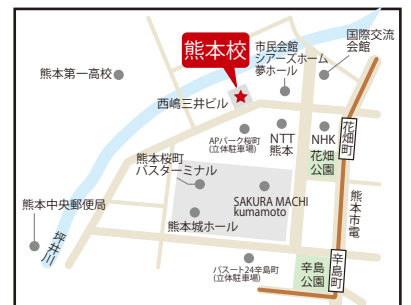 熊本校
市民会館
シアーズホーム
夢ホール
国際交流
会館
熊本第一高校
西嶋三井ビル
APパーク桜町
(立体駐車場)
NTT
熊本
NHK
花畑町
花畑
公園
熊本桜町
バスターミナル
SAKURA MACHI
kumamoto
熊本市電
熊本中央郵便局
熊本城ホール
坪井川
パスート24辛島町
(立体駐車場)
辛島
公園
辛島町